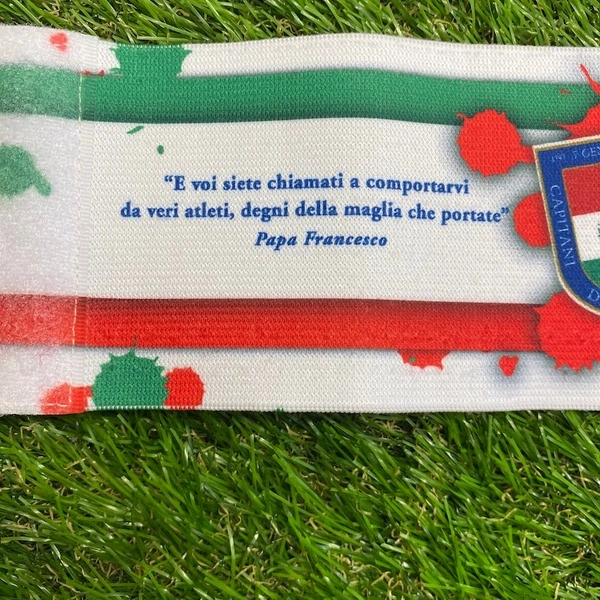 “E voi siete chiamati a comportarvi
da veri atleti, degni della maglia che portate”
Papa Francesco
CAPITANI